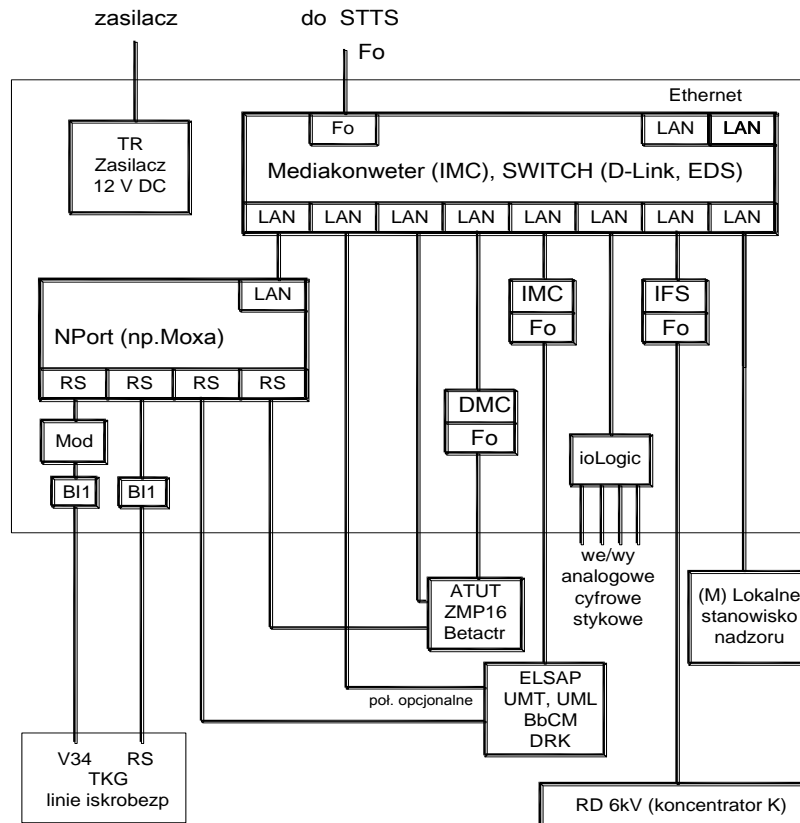 zasilacz
do STTS
Fo
Ethernet
TR
Zasilacz
12 V DC
Fo
LAN
LAN
Mediakonweter (IMC), SWITCH (D-Link, EDS)
LAN
LAN
LAN
LAN
LAN
LAN
LAN
LAN
LAN
NPort (np.Moxa)
RS
RS
RS
RS
IMC
Fo
IFS
Fo
DMC
Fo
Mod
BI1
BI1
ioLogic
we/wy
analogowe
cyfrowe
stykowe
ATUT
ZMP16
Betactr
(M) Lokalne
stanowisko
nadzoru
poł. opcjonalne
ELSAP
UMT, UML
BbCM
DRK
V34 RS
TKG
linie iskrobezp
RD 6kV (koncentrator K)